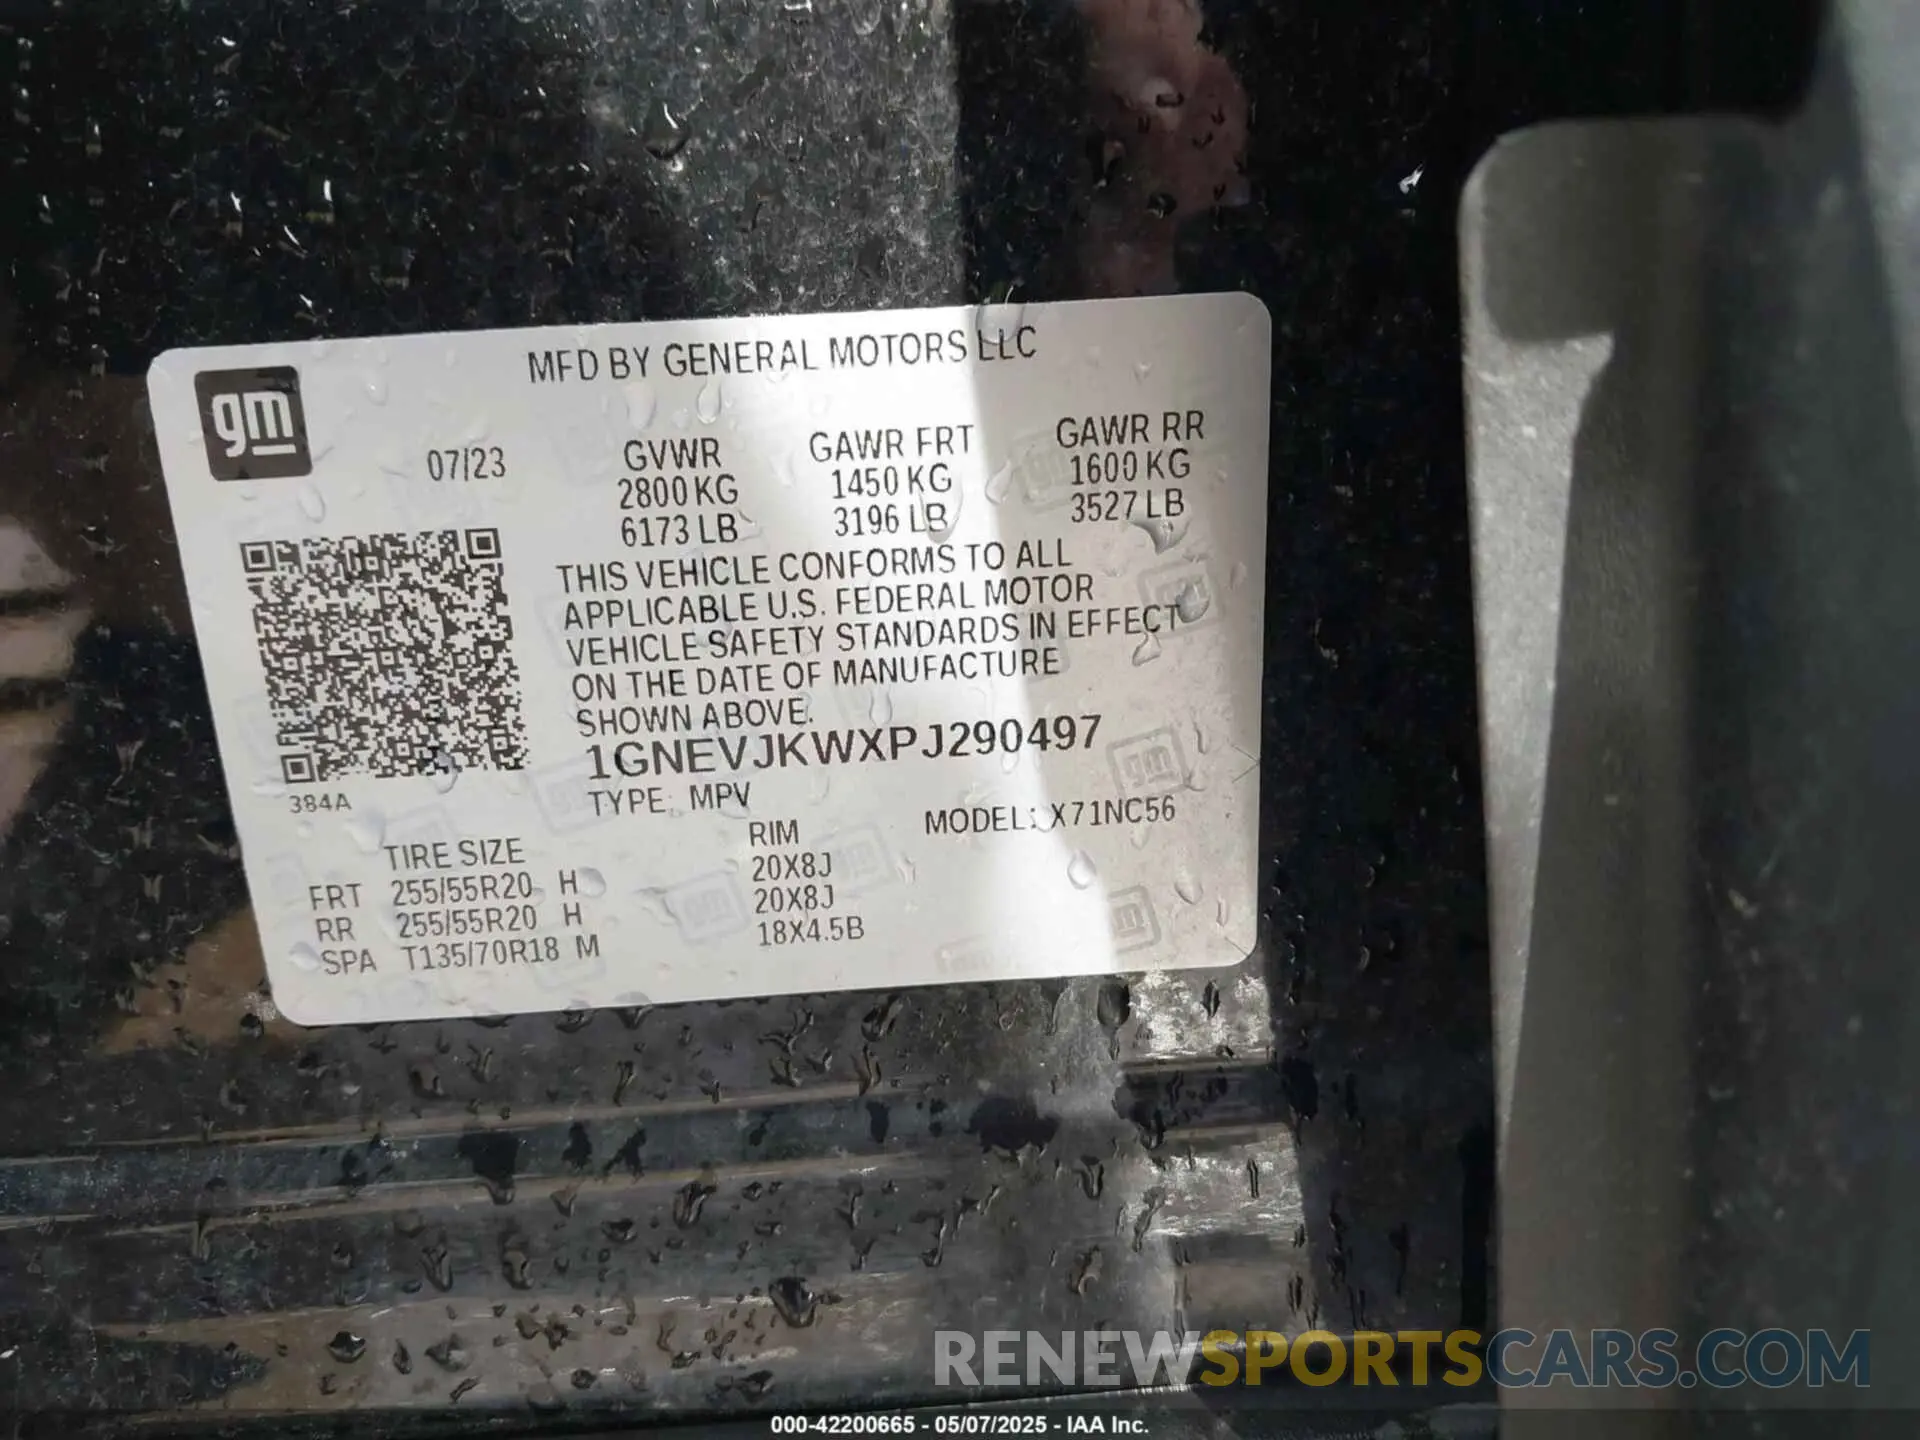 MFD BY GENERAL MOTORS LLC
gm
07/23
GVWR GAWR FRT GAWR RR
2800 KG 1450 KG 1600 KG
6173 LB 3196 LB 3527 LB
THIS VEHICLE CONFORMS TO ALL
APPLICABLE U.S. FEDERAL MOTOR
VEHICLE SAFETY STANDARDS IN EFFECT
ON THE DATE OF MANUFACTURE
SHOWN ABOVE.
1GNEVJKWXPJ290497
384A
TYPE: MPV
MODEL: X71NC56
TIRE SIZE RIM
FRT 255/55R20 H 20X8J
RR 255/55R20 H 20X8J
SPA T135/70R18 M 18X4.5B
RENEWSPORTSCARS.COM
000-42200665 - 05/07/2025 - IAA Inc.